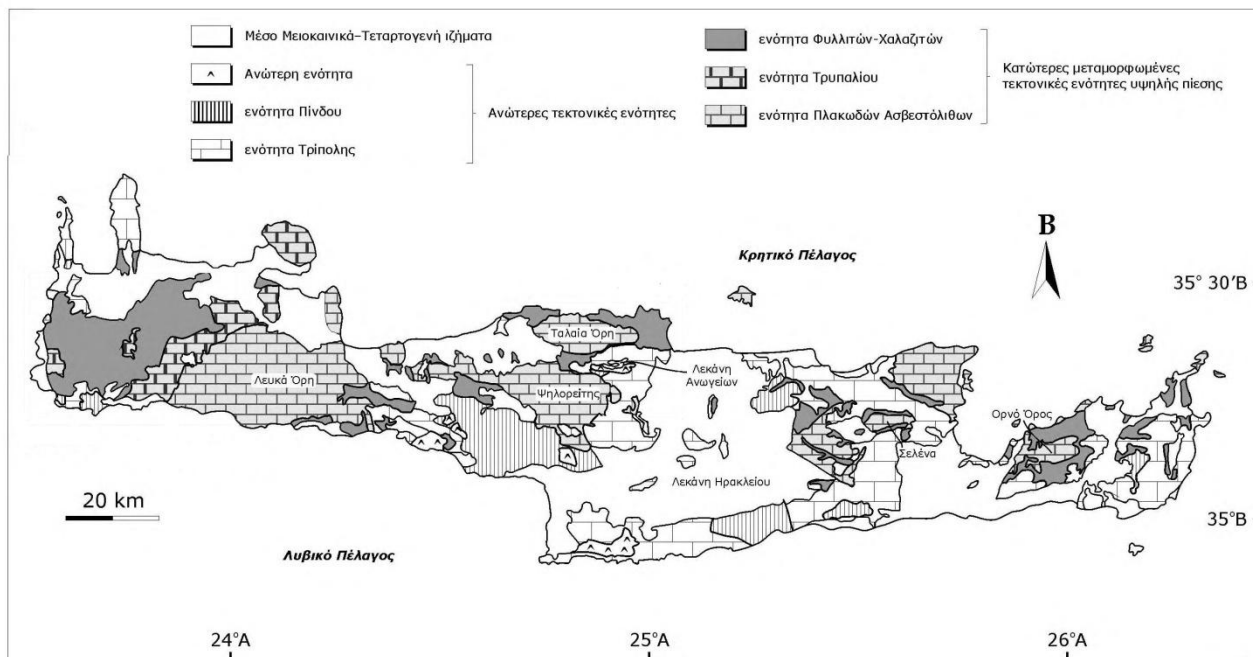 Μέσο Μειοκαινικά-Τεταρτογενή ιζήματα
Ανώτερη ενότητα
ενότητα Πίνδου
ενότητα Τρίπολης
Ανώτερες τεκτονικές ενότητες
ενότητα Φυλλιτών-Χαλαζιτών
ενότητα Τρυπαλίου
ενότητα Πλακωδών Ασβεστόλιθων
Κατώτερες μεταμορφωμένες
τεκτονικές ενότητες υψηλής πίεσης
Β
Κρητικό Πέλαγος
35° 30'Β
Ταλαία Όρη
Λεκάνη
Ανωγείων
Λευκά Όρη
Ψηλορείτης
Ορνό Όρος
Σελένα
Λεκάνη Ηρακλείου
20 km
35°Β
Λυβικό Πέλαγος
24°Α
25°Α
26°Α